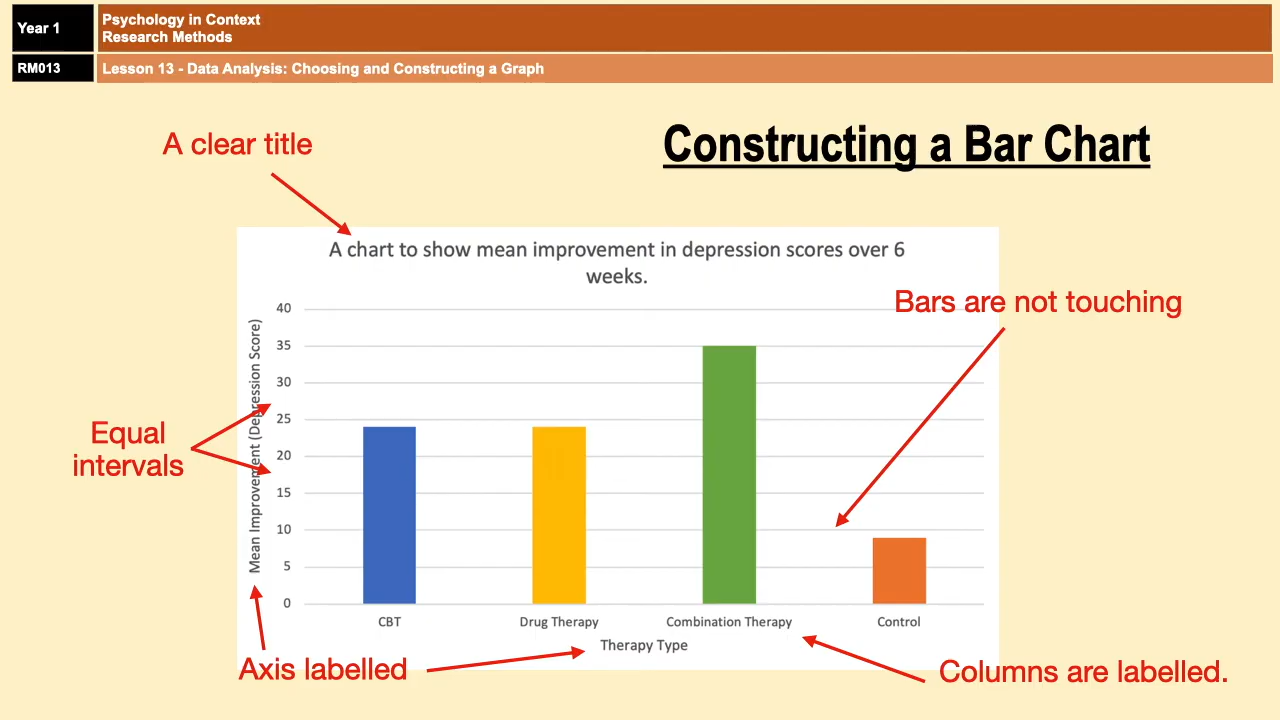 Year 1
Psychology in Context
Research Methods
RM013
Lesson 13 - Data Analysis: Choosing and Constructing a Graph
A clear title
Constructing a Bar Chart
A chart to show mean improvement in depression scores over 6
weeks.
Bars are not touching
Equal
intervals
Mean Improvement (Depression Score)
40
35
30
25
20
15
10
5
0
CBT
Drug Therapy
Combination Therapy
Control
Therapy Type
Axis labelled
Columns are labelled.